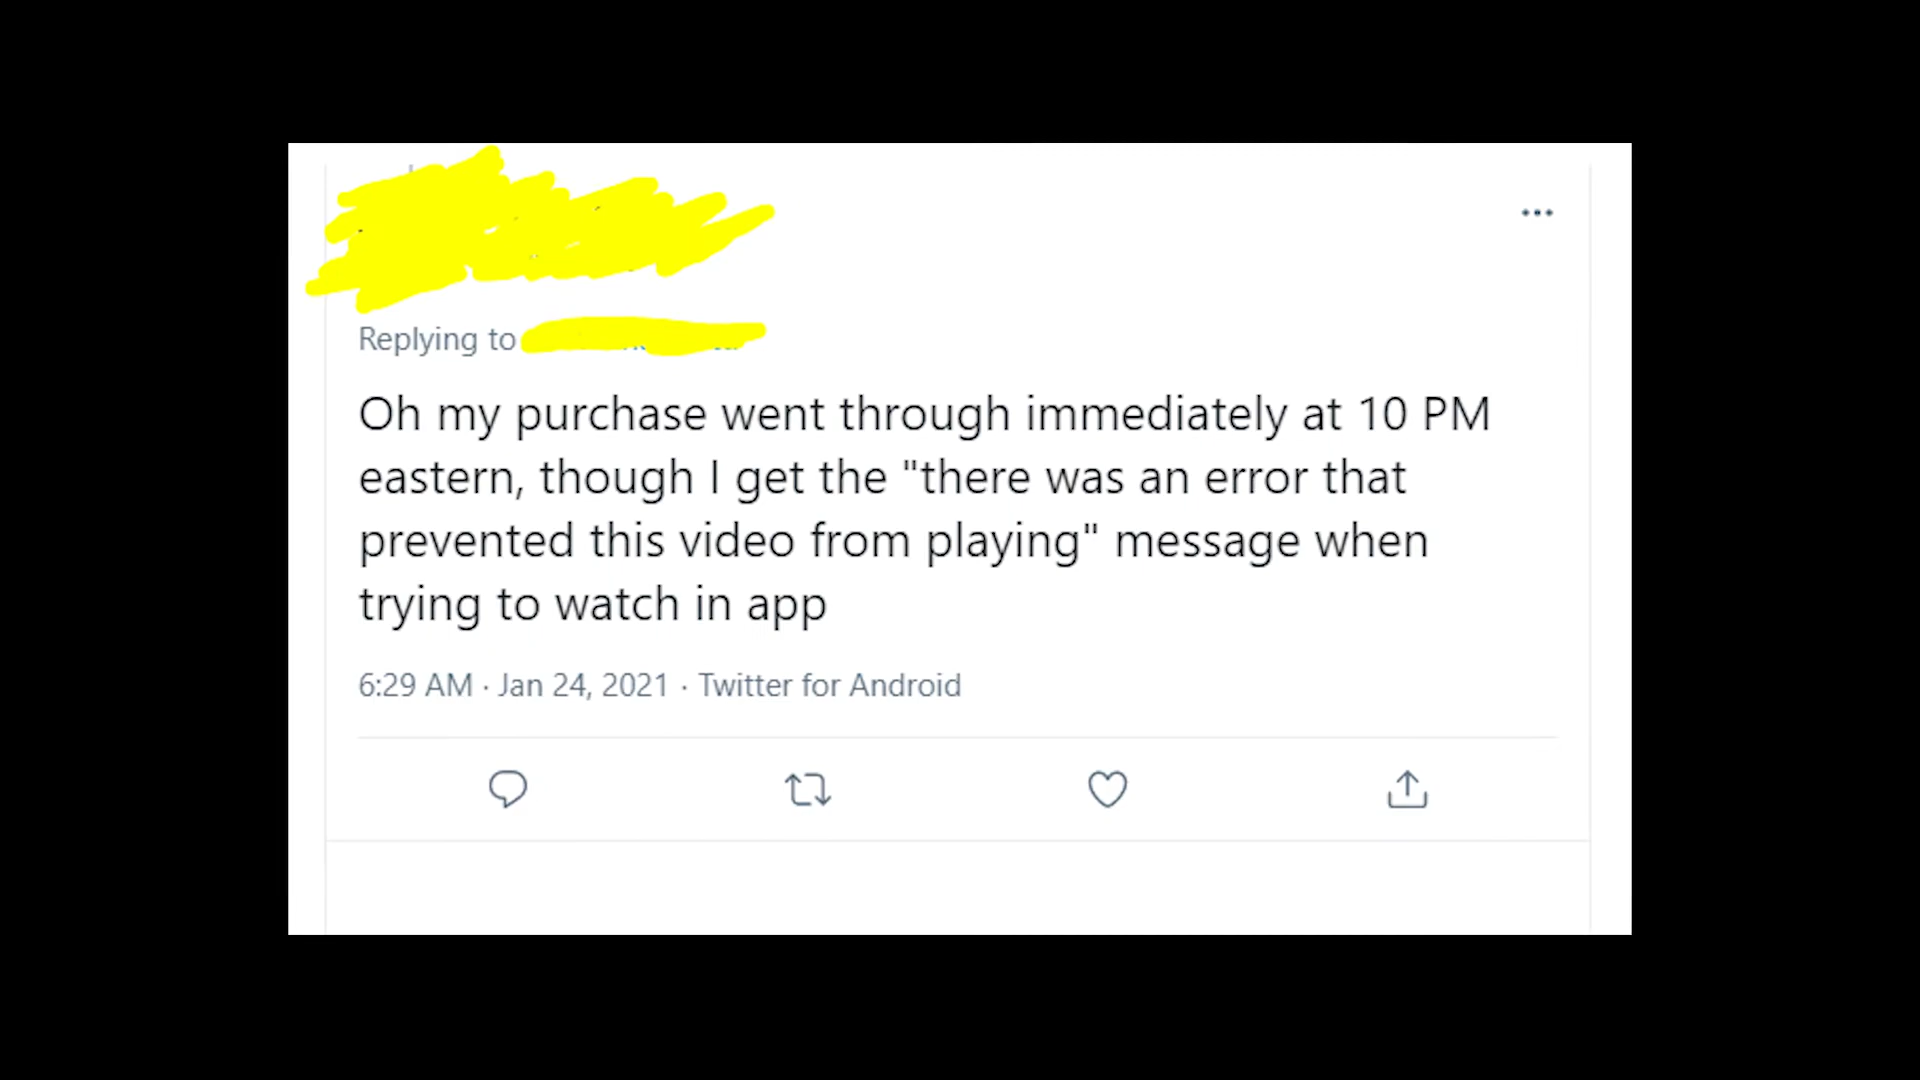 Replying to
Oh my purchase went through immediately at 10 PM
eastern, though I get the "there was an error that
prevented this video from playing" message when
trying to watch in app
6:29 AM · Jan 24, 2021 · Twitter for Android